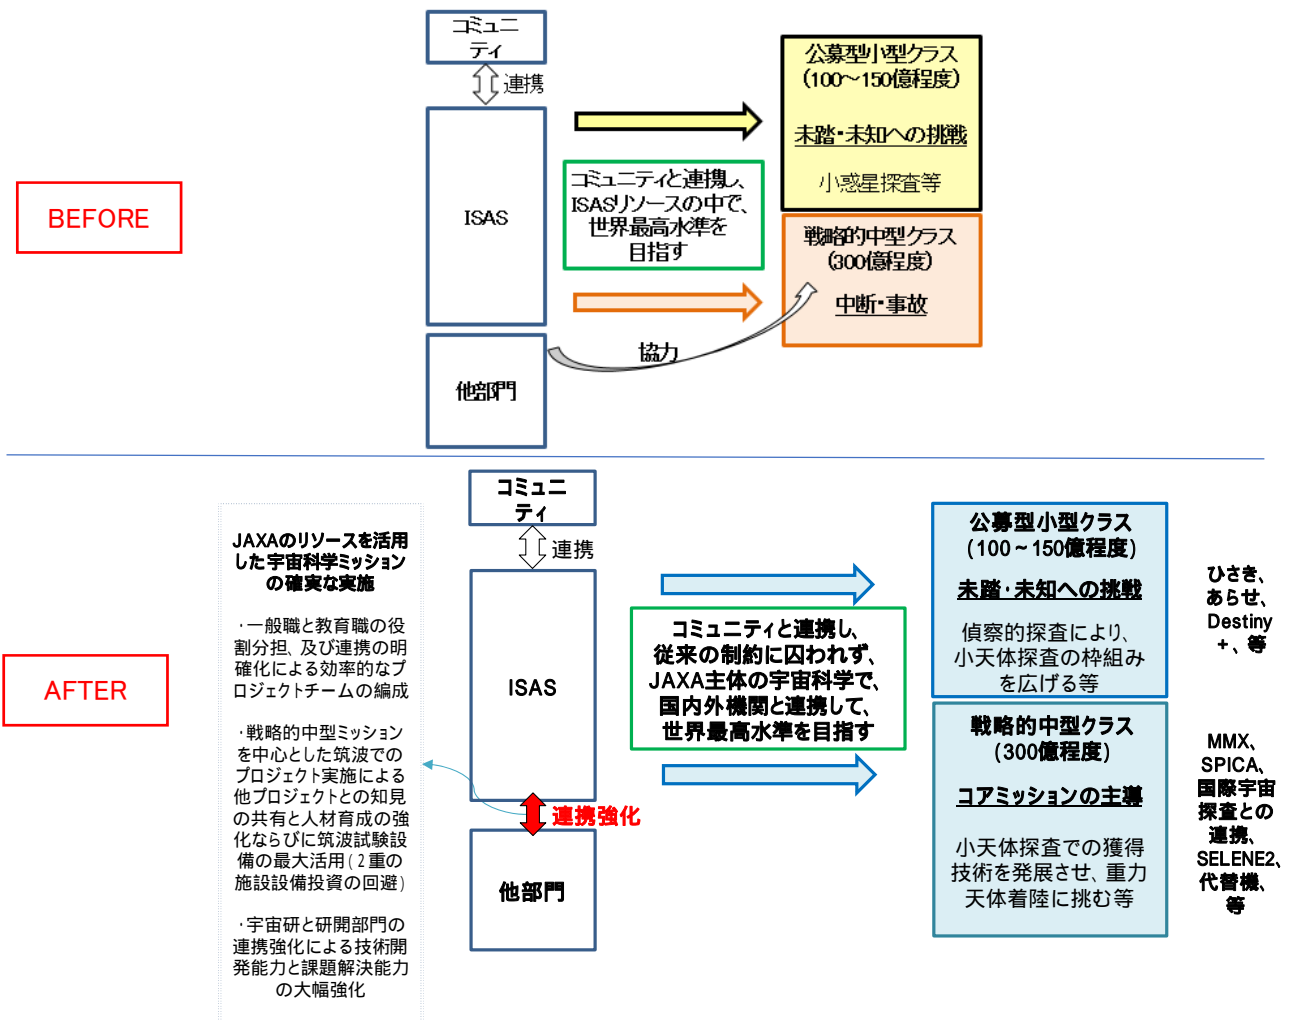 コミュニ
ティ
連携
BEFORE
ISAS
他部門
コミュニティと連携し、
ISASリソースの中で、
世界最高水準を
目指す
協力
公募型小型クラス
(100～150億程度)
未踏・未知への挑戦
小惑星探査等
戦略的中型クラス
(300億程度)
中断・事故
AFTER
JAXAのリソースを活用
した宇宙科学ミッション
の確実な実施
・一般職と教育職の役
割分担、及び連携の明
確化による効率的なプ
ロジェクトチームの編成
・戦略的中型ミッション
を中心とした筑波での
プロジェクト実施による
他プロジェクトとの知見
の共有と人材育成の強
化ならびに筑波試験設
備の最大活用(2重の
施設設備投資の回避)
・宇宙研と研開部門の
連携強化による技術開
発能力と課題解決能力
の大幅強化
コミュニ
ティ
連携
ISAS
連携強化
他部門
コミュニティと連携し、
従来の制約に囚われず、
JAXA主体の宇宙科学で、
国内外機関と連携して、
世界最高水準を目指す
公募型小型クラス
(100～150億程度)
未踏・未知への挑戦
偵察的探査により、
小天体探査の枠組み
を広げる等
戦略的中型クラス
(300億程度)
コアミッションの主導
小天体探査での獲得
技術を発展させ、重力
天体着陸に挑む等
ひさき、
あらせ、
Destiny
+、等
MMX、
SPICA、
国際宇宙
探査との
連携、
SELENE2、
代替機、
等